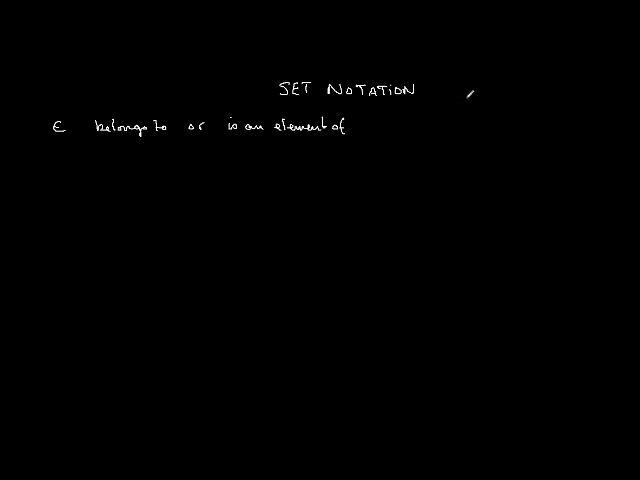 SET NOTATION
∈ belongs to or is an element of